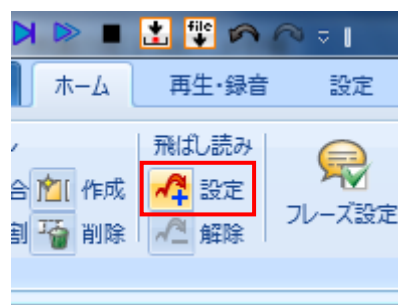 file
ホーム 再生・録音 設定
飛ばし読み
合 作成 設定
フレーズ設定
割 削除 解除